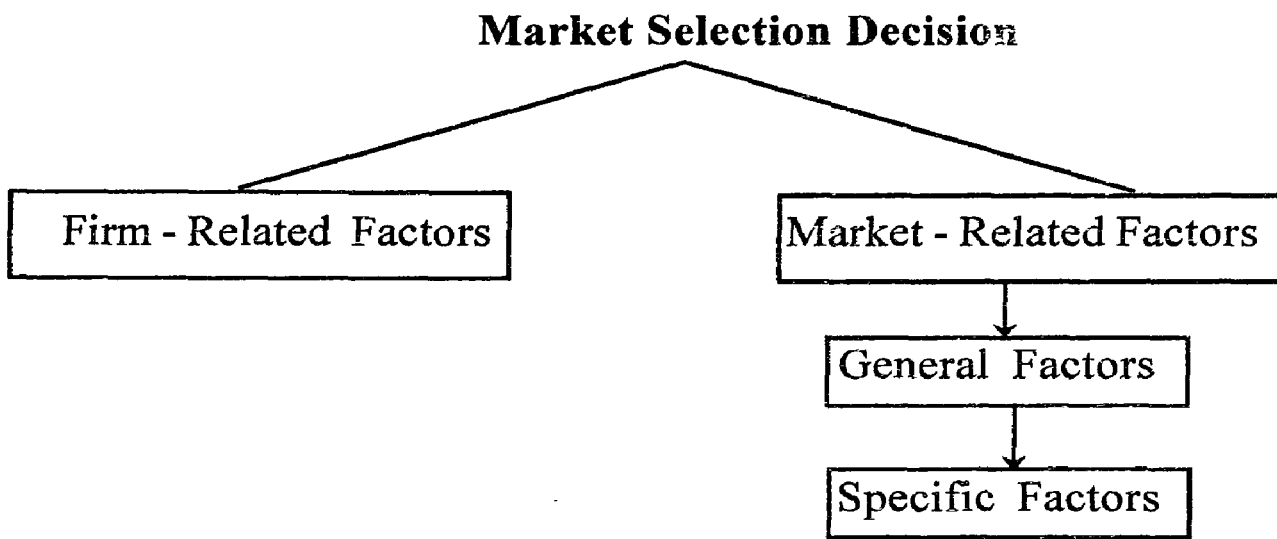 Market Selection Decision
Firm - Related Factors
Market - Related Factors
General Factors
Specific Factors